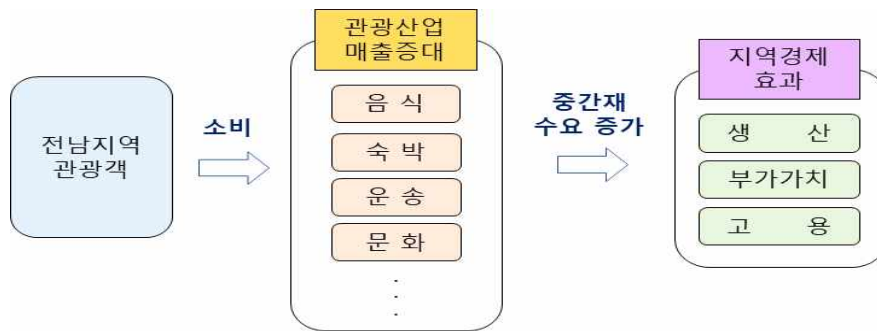 전남지역
관광객
소비
관광산업
매출증대
음 식
숙 박
운 송
문 화
중간재
수요 증가
지역경제
효과
생 산
부가가치
고 용